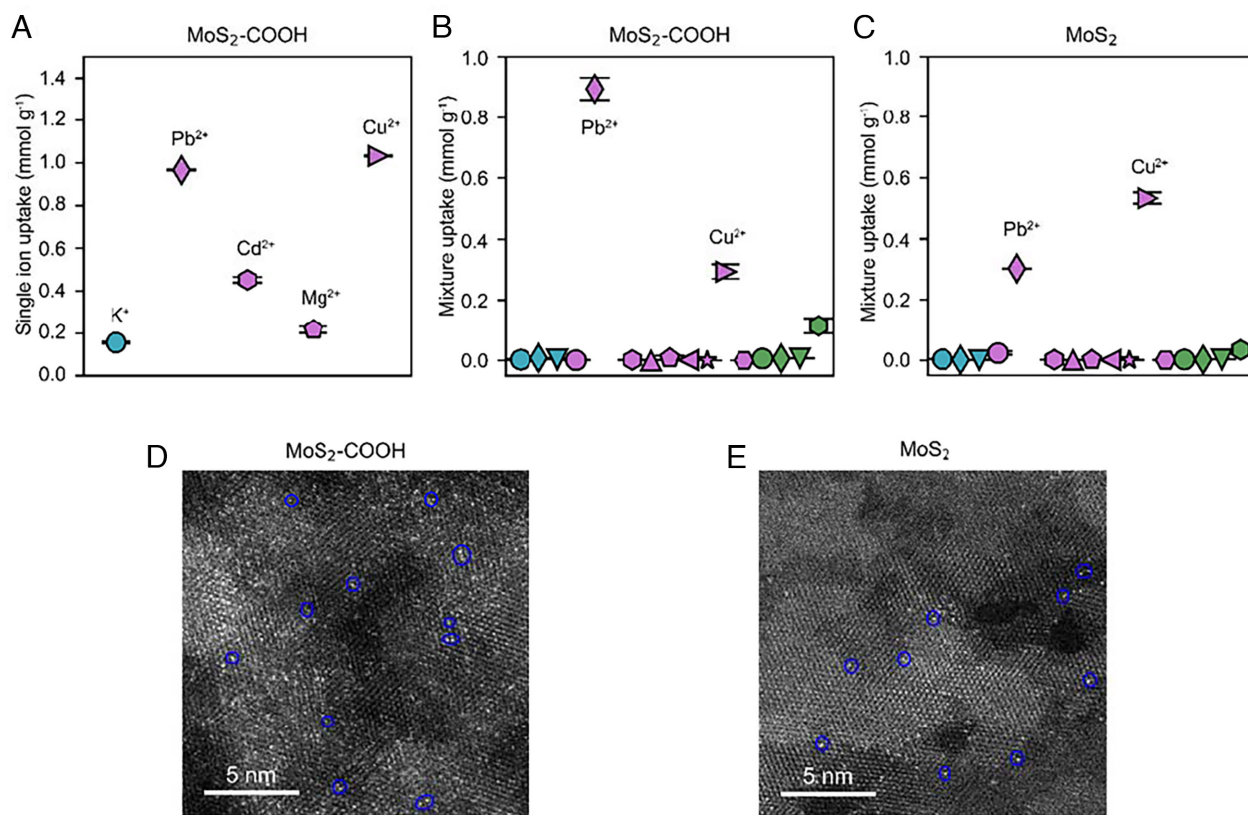 A
MoS₂-COOH
Single ion uptake (mmol g⁻¹)
1.4
1.2
1.0
0.8
0.6
0.4
0.2
0.0
K⁺
Pb²⁺
Cd²⁺
Mg²⁺
Cu²⁺
B
MoS₂-COOH
Mixture uptake (mmol g⁻¹)
1.0
0.8
0.6
0.4
0.2
0.0
Pb²⁺
Cu²⁺
C
MoS₂
Mixture uptake (mmol g⁻¹)
1.0
0.8
0.6
0.4
0.2
0.0
Pb²⁺
Cu²⁺
D
MoS₂-COOH
5 nm
E
MoS₂
5 nm